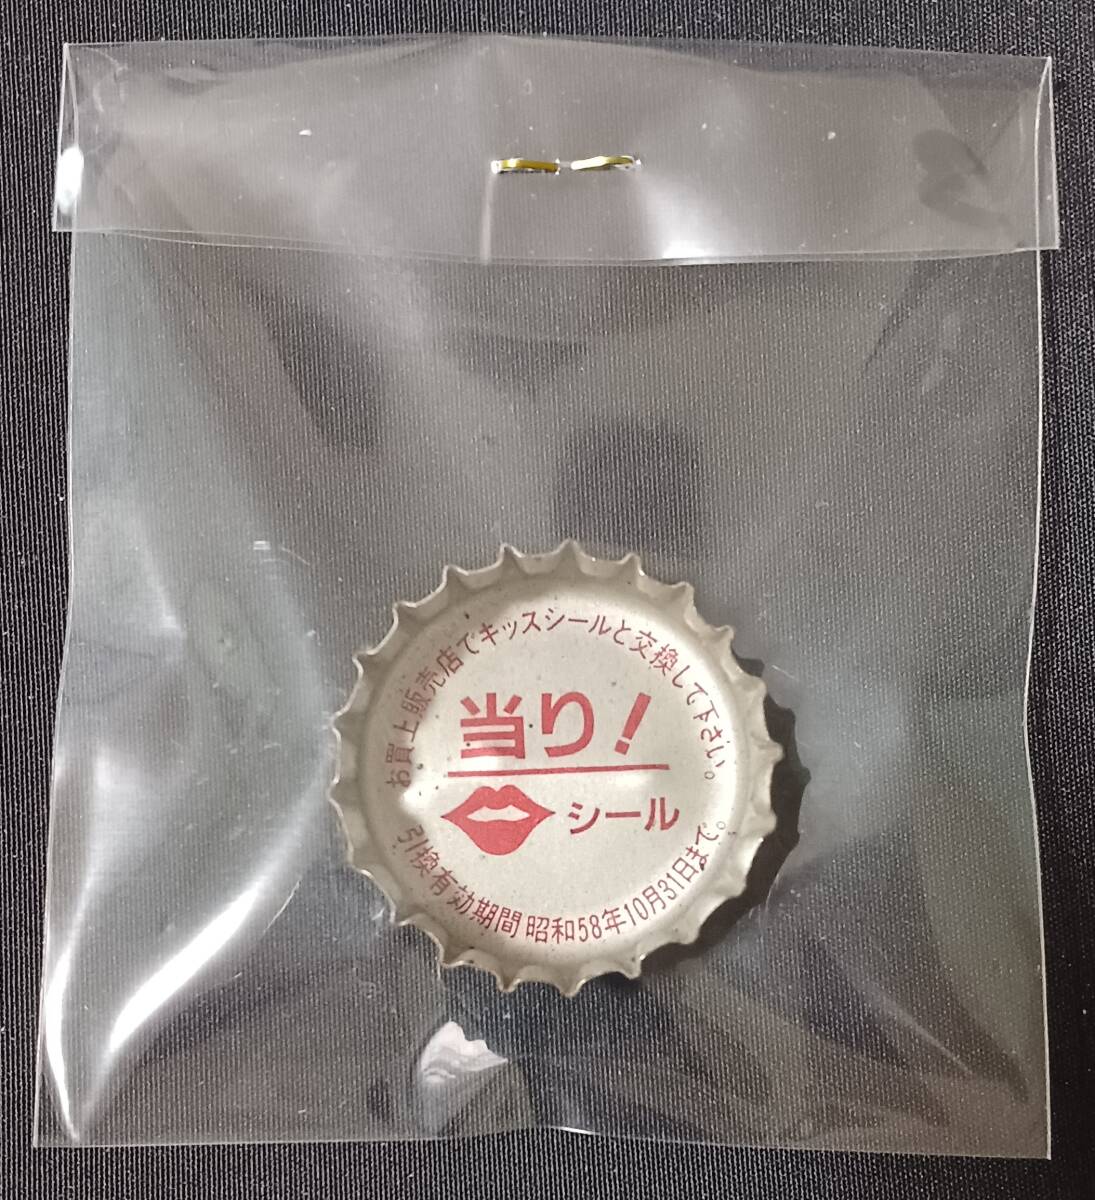 お買上販売店でキッスシールと交換して下さい。
当り!
シール
引換有効期間 昭和58年10月31日まで。